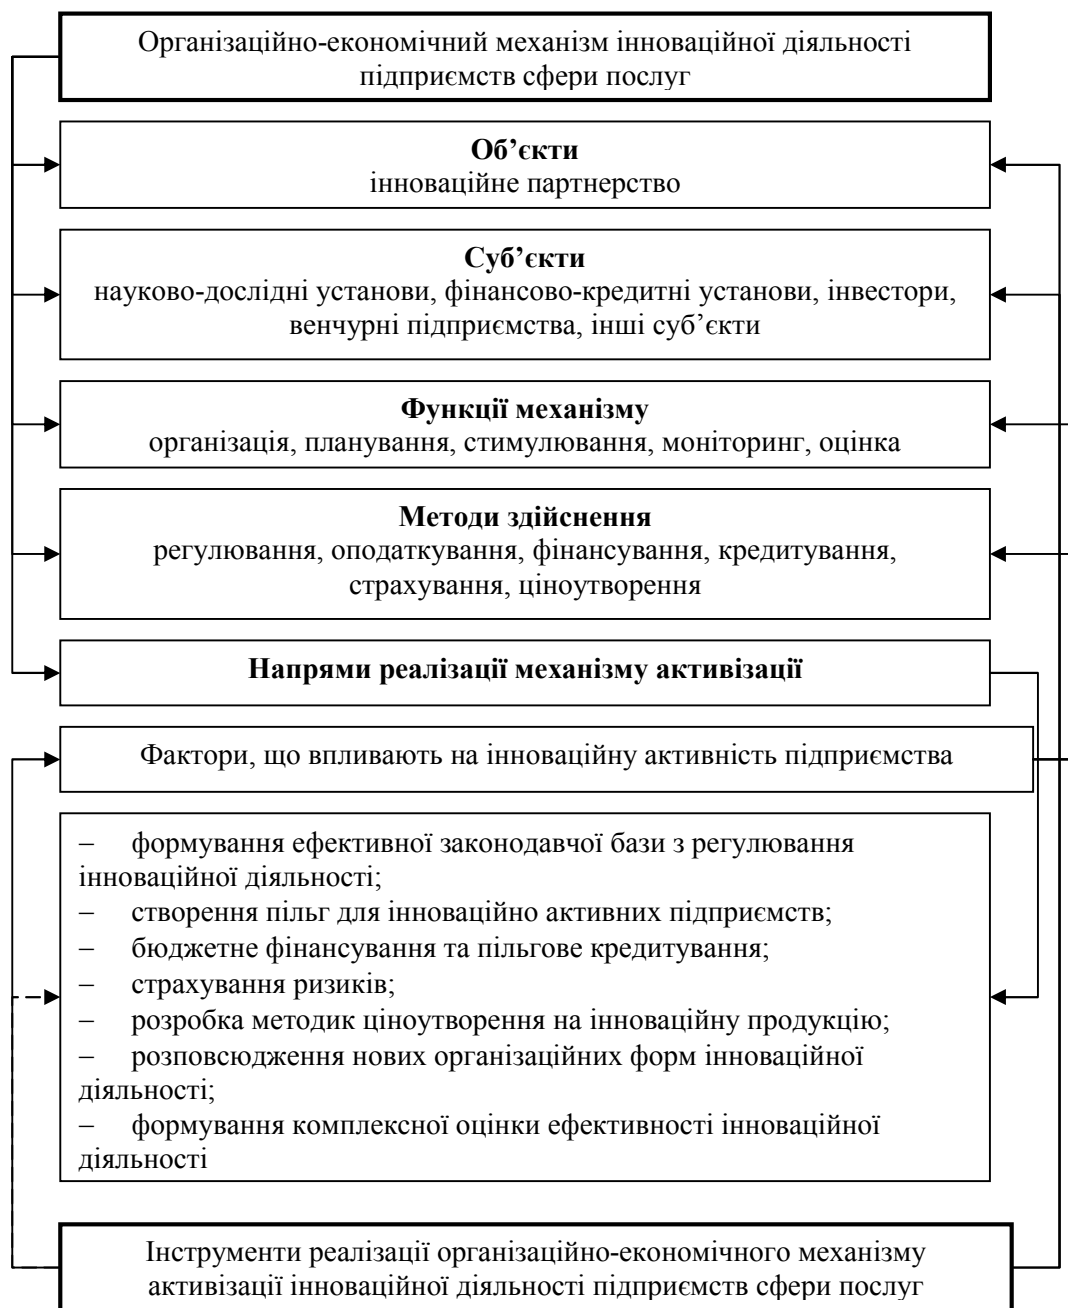 Організаційно-економічний механізм інноваційної діяльності
підприємств сфери послуг
Об’єкти
інноваційне партнерство
Суб’єкти
науково-дослідні установи, фінансово-кредитні установи, інвестори,
венчурні підприємства, інші суб’єкти
Функції механізму
організація, планування, стимулювання, моніторинг, оцінка
Методи здійснення
регулювання, оподаткування, фінансування, кредитування,
страхування, ціноутворення
Напрями реалізації механізму активізації
Фактори, що впливають на інноваційну активність підприємства
– формування ефективної законодавчої бази з регулювання
інноваційної діяльності;
– створення пільг для інноваційно активних підприємств;
– бюджетне фінансування та пільгове кредитування;
– страхування ризиків;
– розробка методик ціноутворення на інноваційну продукцію;
– розповсюдження нових організаційних форм інноваційної
діяльності;
– формування комплексної оцінки ефективності інноваційної
діяльності
Інструменти реалізації організаційно-економічного механізму
активізації інноваційної діяльності підприємств сфери послуг